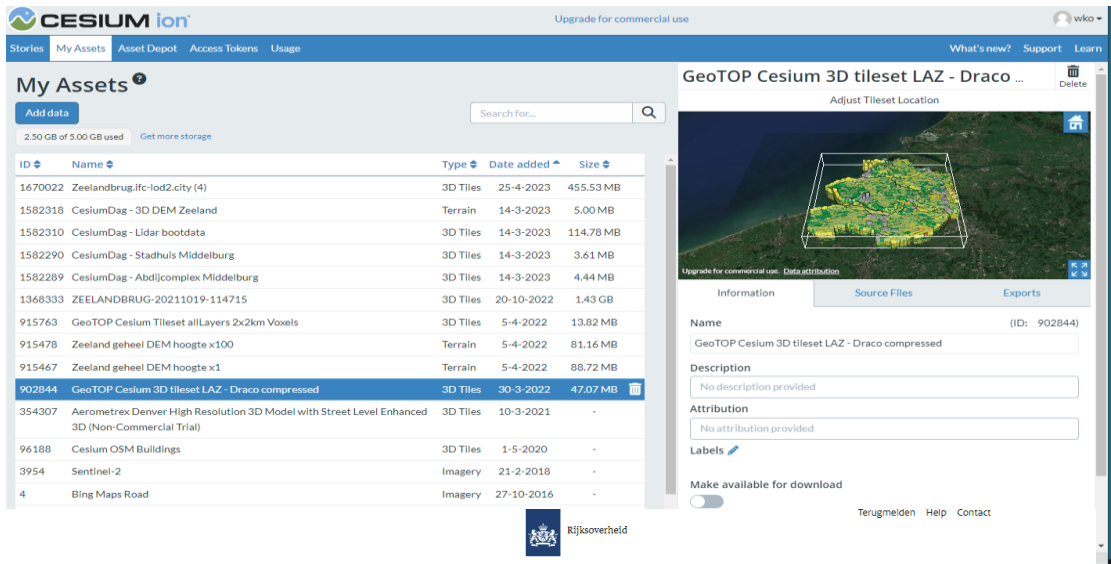 CESIUM ion
Upgrade for commercial use
wko
Stories My Assets Asset Depot Access Tokens Usage
What's new? Support Learn
My Assets
Add data
Search for...
2.50 GB of 5.00 GB used Get more storage
ID Name Type Date added Size
1670022 Zeelandbrug.ifc-lod2.city (4) 3D Tiles 25-4-2023 455.53 MB
1582318 CesiumDag - 3D DEM Zeeland Terrain 14-3-2023 5.00 MB
1582310 CesiumDag - Lidar bootdata 3D Tiles 14-3-2023 114.78 MB
1582290 CesiumDag - Stadhuis Middelburg 3D Tiles 14-3-2023 3.61 MB
1582289 CesiumDag - Abdijcomplex Middelburg 3D Tiles 14-3-2023 4.44 MB
1368333 ZEELANDBRUG-20211019-114715 3D Tiles 20-10-2022 1.43 GB
915763 GeoTOP Cesium Tileset allLayers 2x2km Voxels 3D Tiles 5-4-2022 13.82 MB
915478 Zeeland geheel DEM hoogte x100 Terrain 5-4-2022 81.16 MB
915467 Zeeland geheel DEM hoogte x1 Terrain 5-4-2022 88.72 MB
902844 GeoTOP Cesium 3D tileset LAZ - Draco compressed 3D Tiles 30-3-2022 47.07 MB
354307 Aerometrex Denver High Resolution 3D Model with Street Level Enhanced 3D Tiles 10-3-2021 -
3D (Non-Commercial Trial)
96188 Cesium OSM Buildings 3D Tiles 1-5-2020 -
3954 Sentinel-2 Imagery 21-2-2018 -
4 Bing Maps Road Imagery 27-10-2016 -
GeoTOP Cesium 3D tileset LAZ - Draco ...
Delete
Adjust Tileset Location
Upgrade for commercial use. Data attribution
Information Source Files Exports
Name (ID: 902844)
GeoTOP Cesium 3D tileset LAZ - Draco compressed
Description
No description provided
Attribution
No attribution provided
Labels
Make available for download
Terugmelden Help Contact
Rijksoverheid